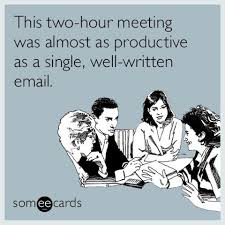 This two-hour meeting
was almost as productive
as a single, well-written
email.
someecards